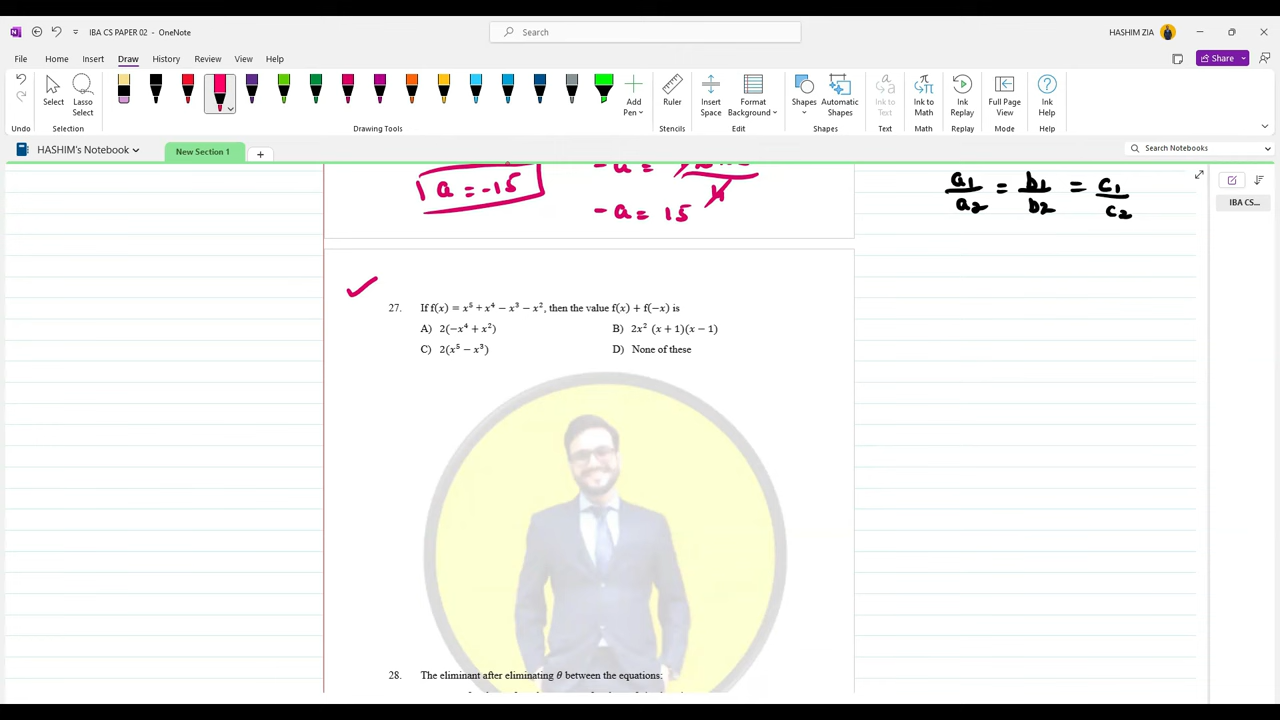 IBA CS PAPER 02 - OneNote
Search
HASHIM ZIA
File Home Insert Draw History Review View Help
Share
Undo
Select
Lasso Select
Selection
Drawing Tools
Add Pen
Ruler
Stencils
Insert Space
Format Background
Edit
Shapes
Automatic Shapes
Shapes
Ink to Text
Text
Ink to Math
Math
Ink Replay
Replay
Full Page View
Mode
Ink Help
Help
HASHIM's Notebook
New Section 1
Search Notebooks
IBA CS...
a = -15
-a =
-a = 15
a1/a2 = b1/b2 = c1/c2
27. If f(x) = x⁵ + x⁴ − x³ − x², then the value f(x) + f(−x) is
A) 2(−x⁴ + x²) B) 2x² (x + 1)(x − 1)
C) 2(x⁵ − x³) D) None of these
28. The eliminant after eliminating θ between the equations: